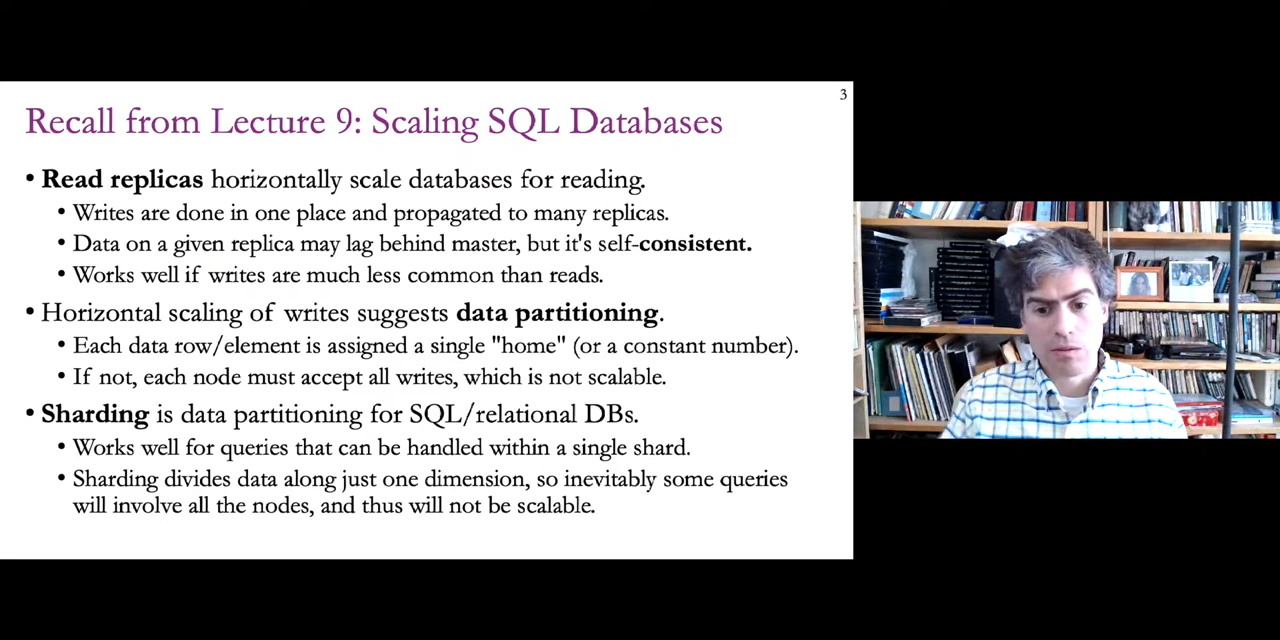 3
Recall from Lecture 9: Scaling SQL Databases
• Read replicas horizontally scale databases for reading.
• Writes are done in one place and propagated to many replicas.
• Data on a given replica may lag behind master, but it's self-consistent.
• Works well if writes are much less common than reads.
• Horizontal scaling of writes suggests data partitioning.
• Each data row/element is assigned a single "home" (or a constant number).
• If not, each node must accept all writes, which is not scalable.
• Sharding is data partitioning for SQL/relational DBs.
• Works well for queries that can be handled within a single shard.
• Sharding divides data along just one dimension, so inevitably some queries
will involve all the nodes, and thus will not be scalable.